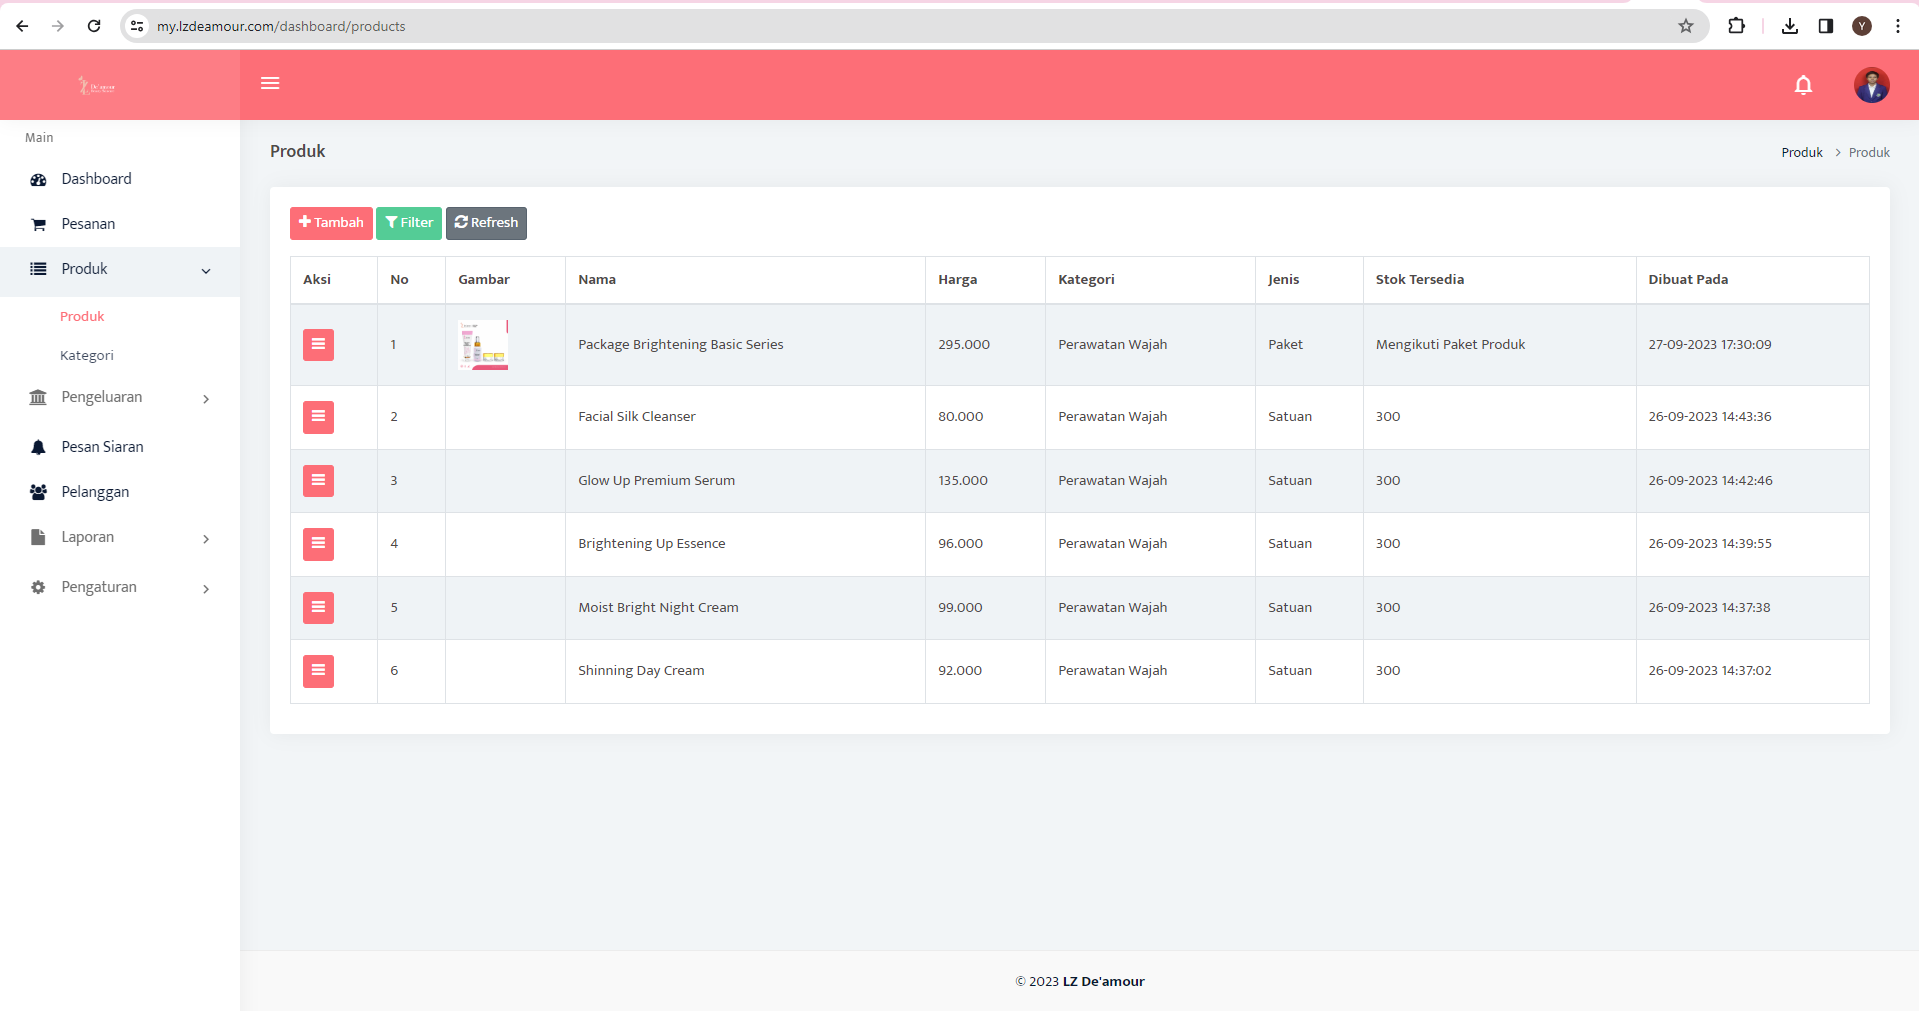 my.lzdeamour.com/dashboard/products
Y
De'amour
Main
Dashboard
Pesanan
Produk
Produk
Kategori
Pengeluaran
Pesan Siaran
Pelanggan
Laporan
Pengaturan
Produk
Produk > Produk
Tambah Filter Refresh
Aksi No Gambar Nama Harga Kategori Jenis Stok Tersedia Dibuat Pada
1 Package Brightening Basic Series 295.000 Perawatan Wajah Paket Mengikuti Paket Produk 27-09-2023 17:30:09
2 Facial Silk Cleanser 80.000 Perawatan Wajah Satuan 300 26-09-2023 14:43:36
3 Glow Up Premium Serum 135.000 Perawatan Wajah Satuan 300 26-09-2023 14:42:46
4 Brightening Up Essence 96.000 Perawatan Wajah Satuan 300 26-09-2023 14:39:55
5 Moist Bright Night Cream 99.000 Perawatan Wajah Satuan 300 26-09-2023 14:37:38
6 Shinning Day Cream 92.000 Perawatan Wajah Satuan 300 26-09-2023 14:37:02
© 2023 LZ De'amour